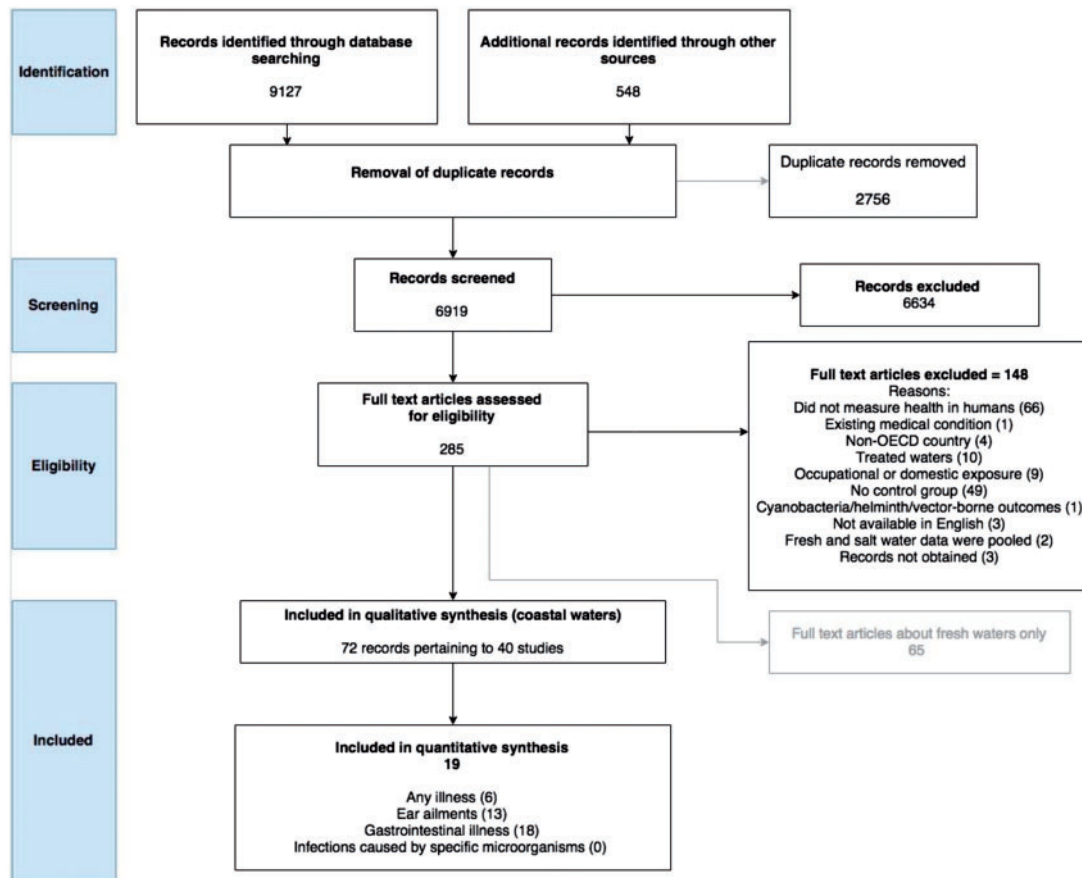 Identification
Records identified through database
searching
9127
Additional records identified through other
sources
548
Removal of duplicate records
Duplicate records removed
2756
Screening
Records screened
6919
Records excluded
6634
Eligibility
Full text articles assessed
for eligibility
285
Full text articles excluded = 148
Reasons:
Did not measure health in humans (66)
Existing medical condition (1)
Non-OECD country (4)
Treated waters (10)
Occupational or domestic exposure (9)
No control group (49)
Cyanobacteria/helminth/vector-borne outcomes (1)
Not available in English (3)
Fresh and salt water data were pooled (2)
Records not obtained (3)
Included
Included in qualitative synthesis (coastal waters)
72 records pertaining to 40 studies
Full text articles about fresh waters only
65
Included in quantitative synthesis
19
Any illness (6)
Ear ailments (13)
Gastrointestinal illness (18)
Infections caused by specific microorganisms (0)